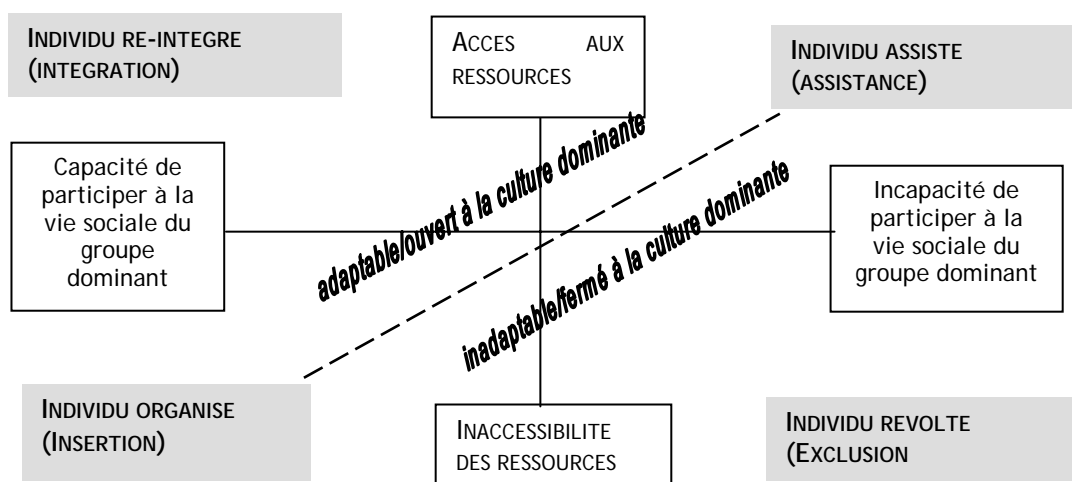 INDIVIDU RE-INTEGRE
(INTEGRATION)
ACCES AUX
RESSOURCES
INDIVIDU ASSISTE
(ASSISTANCE)
Capacité de
participer à la
vie sociale du
groupe
dominant
adaptable/ouvert à la culture dominante
inadaptable/fermé à la culture dominante
Incapacité de
participer à la
vie sociale du
groupe dominant
INDIVIDU ORGANISE
(INSERTION)
INACCESSIBILITE
DES RESSOURCES
INDIVIDU REVOLTE
(EXCLUSION